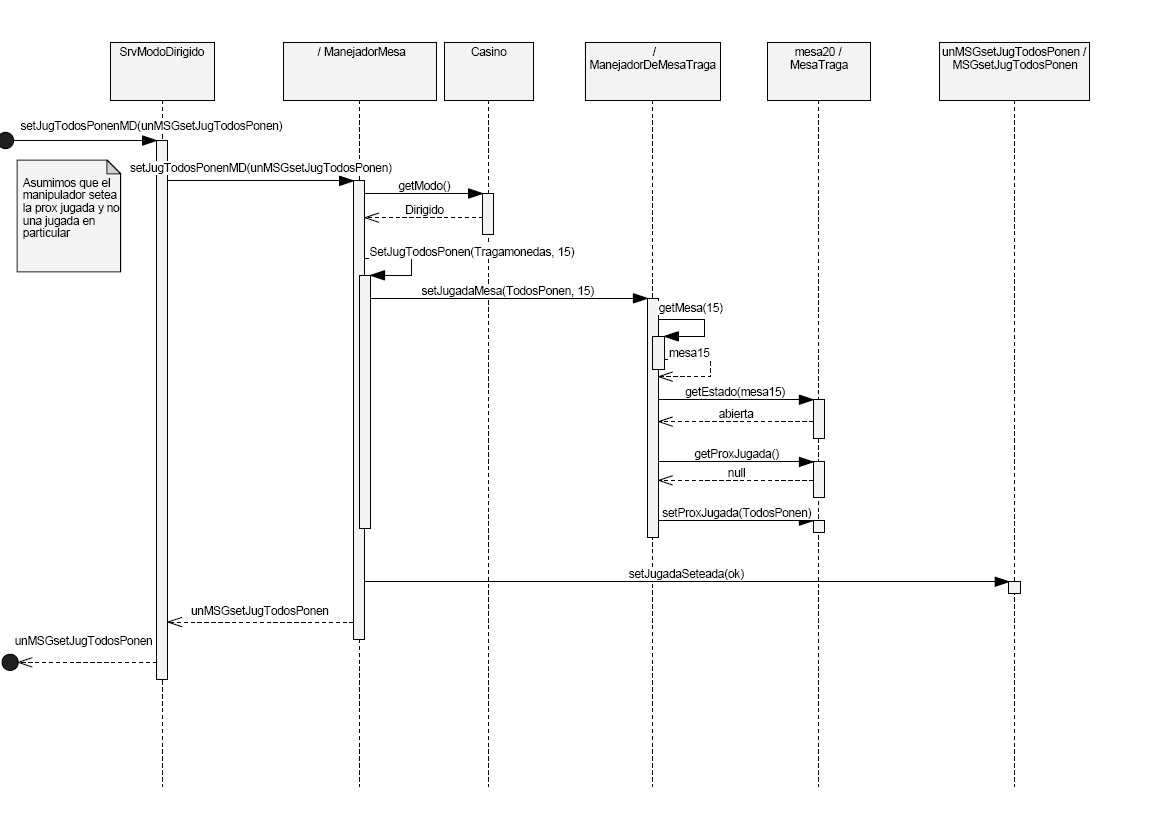 SrvModoDirigido
/ ManejadorMesa
Casino
/
ManejadorDeMesaTraga
mesa20 /
MesaTraga
unMSGsetJugTodosPonen /
MSGsetJugTodosPonen
setJugTodosPonenMD(unMSGsetJugTodosPonen)
Asumimos que el
manipulador setea
la prox jugada y no
una jugada en
particular
setJugTodosPonenMD(unMSGsetJugTodosPonen)
getModo()
Dirigido
SetJugTodosPonen(Tragamonedas, 15)
setJugadaMesa(TodosPonen, 15)
getMesa(15)
mesa15
getEstado(mesa15)
abierta
getProxJugada()
null
setProxJugada(TodosPonen)
setJugadaSeteada(ok)
unMSGsetJugTodosPonen
unMSGsetJugTodosPonen